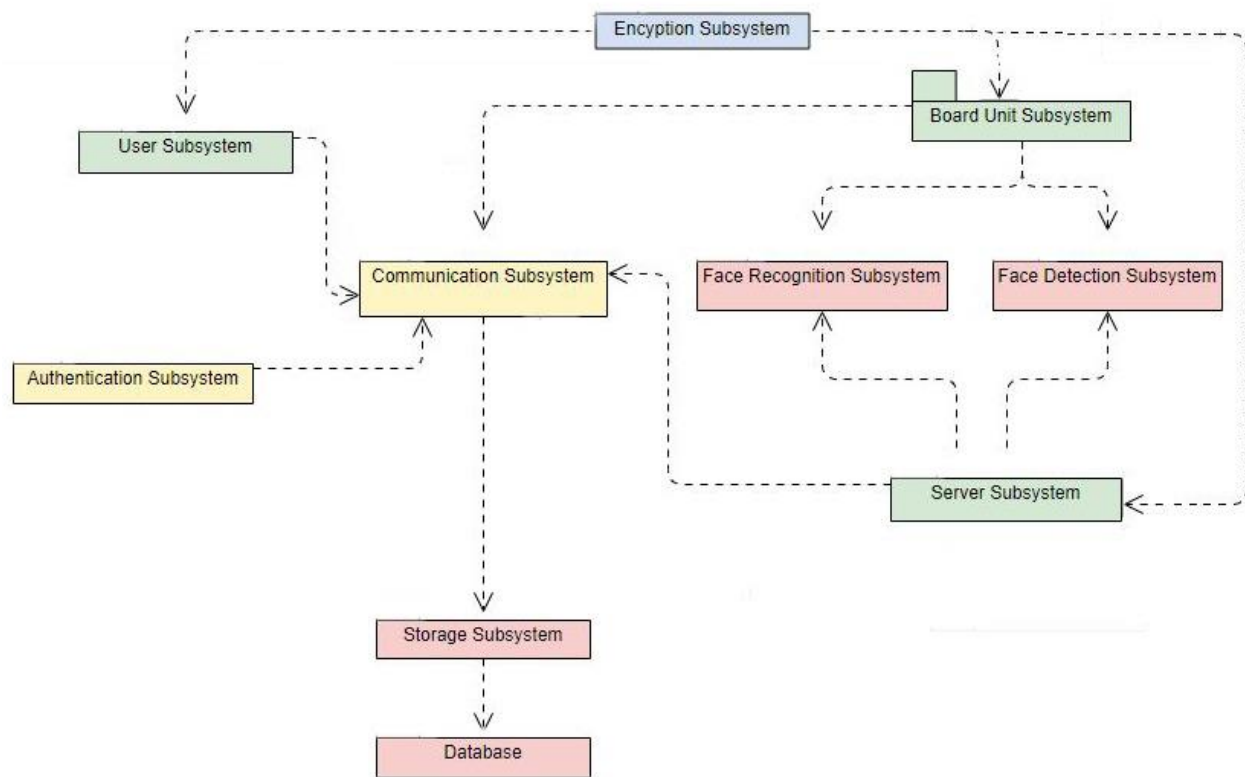 Encyption Subsystem
Board Unit Subsystem
User Subsystem
Communication Subsystem
Face Recognition Subsystem
Face Detection Subsystem
Authentication Subsystem
Server Subsystem
Storage Subsystem
Database